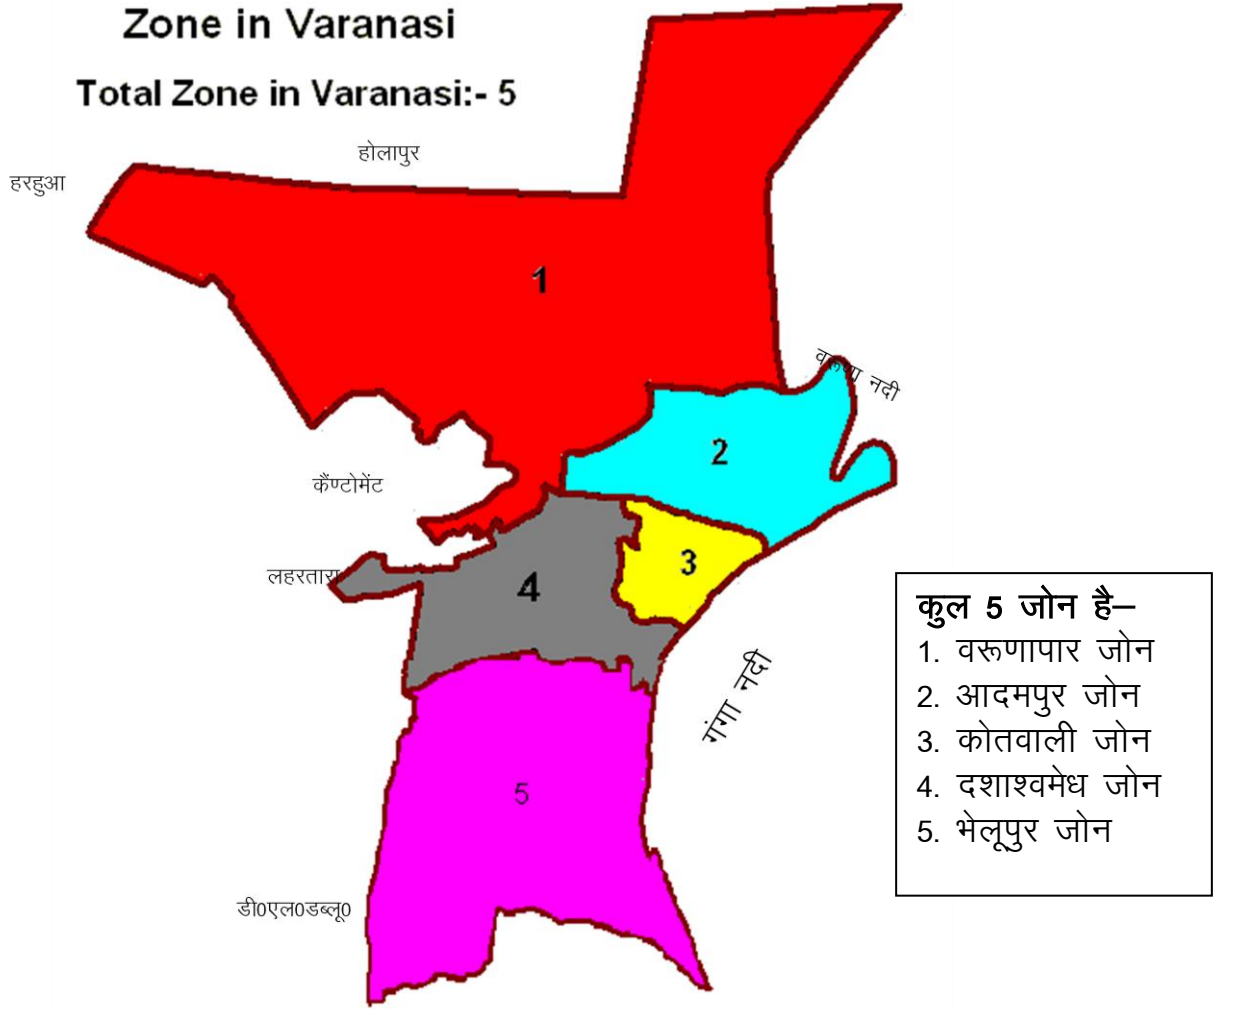 Zone in Varanasi
Total Zone in Varanasi:- 5
होलापुर
हरहुआ
1
वरूणा नदी
2
कैंण्टोमेंट
3
लहरतारा
4
कुल 5 जोन है–
1. वरूणापार जोन
2. आदमपुर जोन
3. कोतवाली जोन
4. दशाश्वमेध जोन
5. भेलूपुर जोन
गंगा नदी
5
डी0एल0डब्लू0